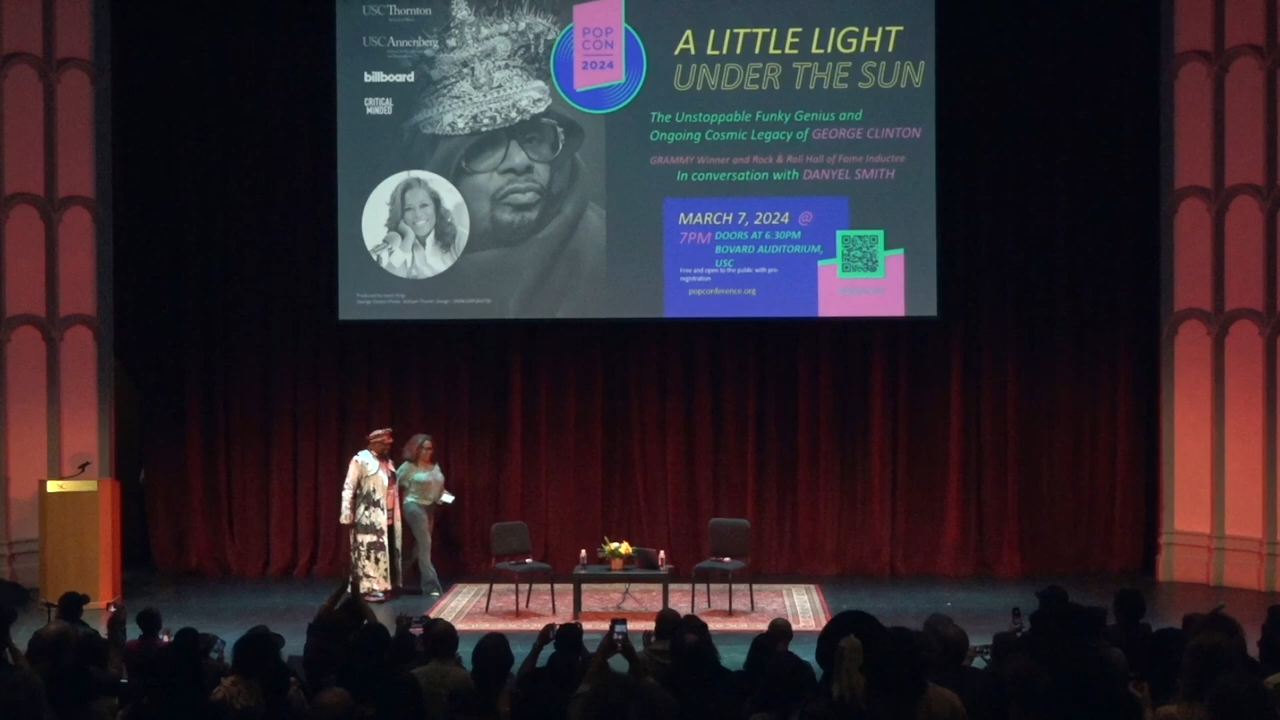 USC Thornton
USC Annenberg
billboard
CRITICAL
MINDED
POP
CON
2024
A LITTLE LIGHT
UNDER THE SUN
The Unstoppable Funky Genius and
Ongoing Cosmic Legacy of GEORGE CLINTON
GRAMMY Winner and Rock & Roll Hall of Fame Inductee
In conversation with DANYEL SMITH
MARCH 7, 2024 @
7PM DOORS AT 6:30PM
BOVARD AUDITORIUM,
USC
Free and open to the public with pre-
registration
popconference.org